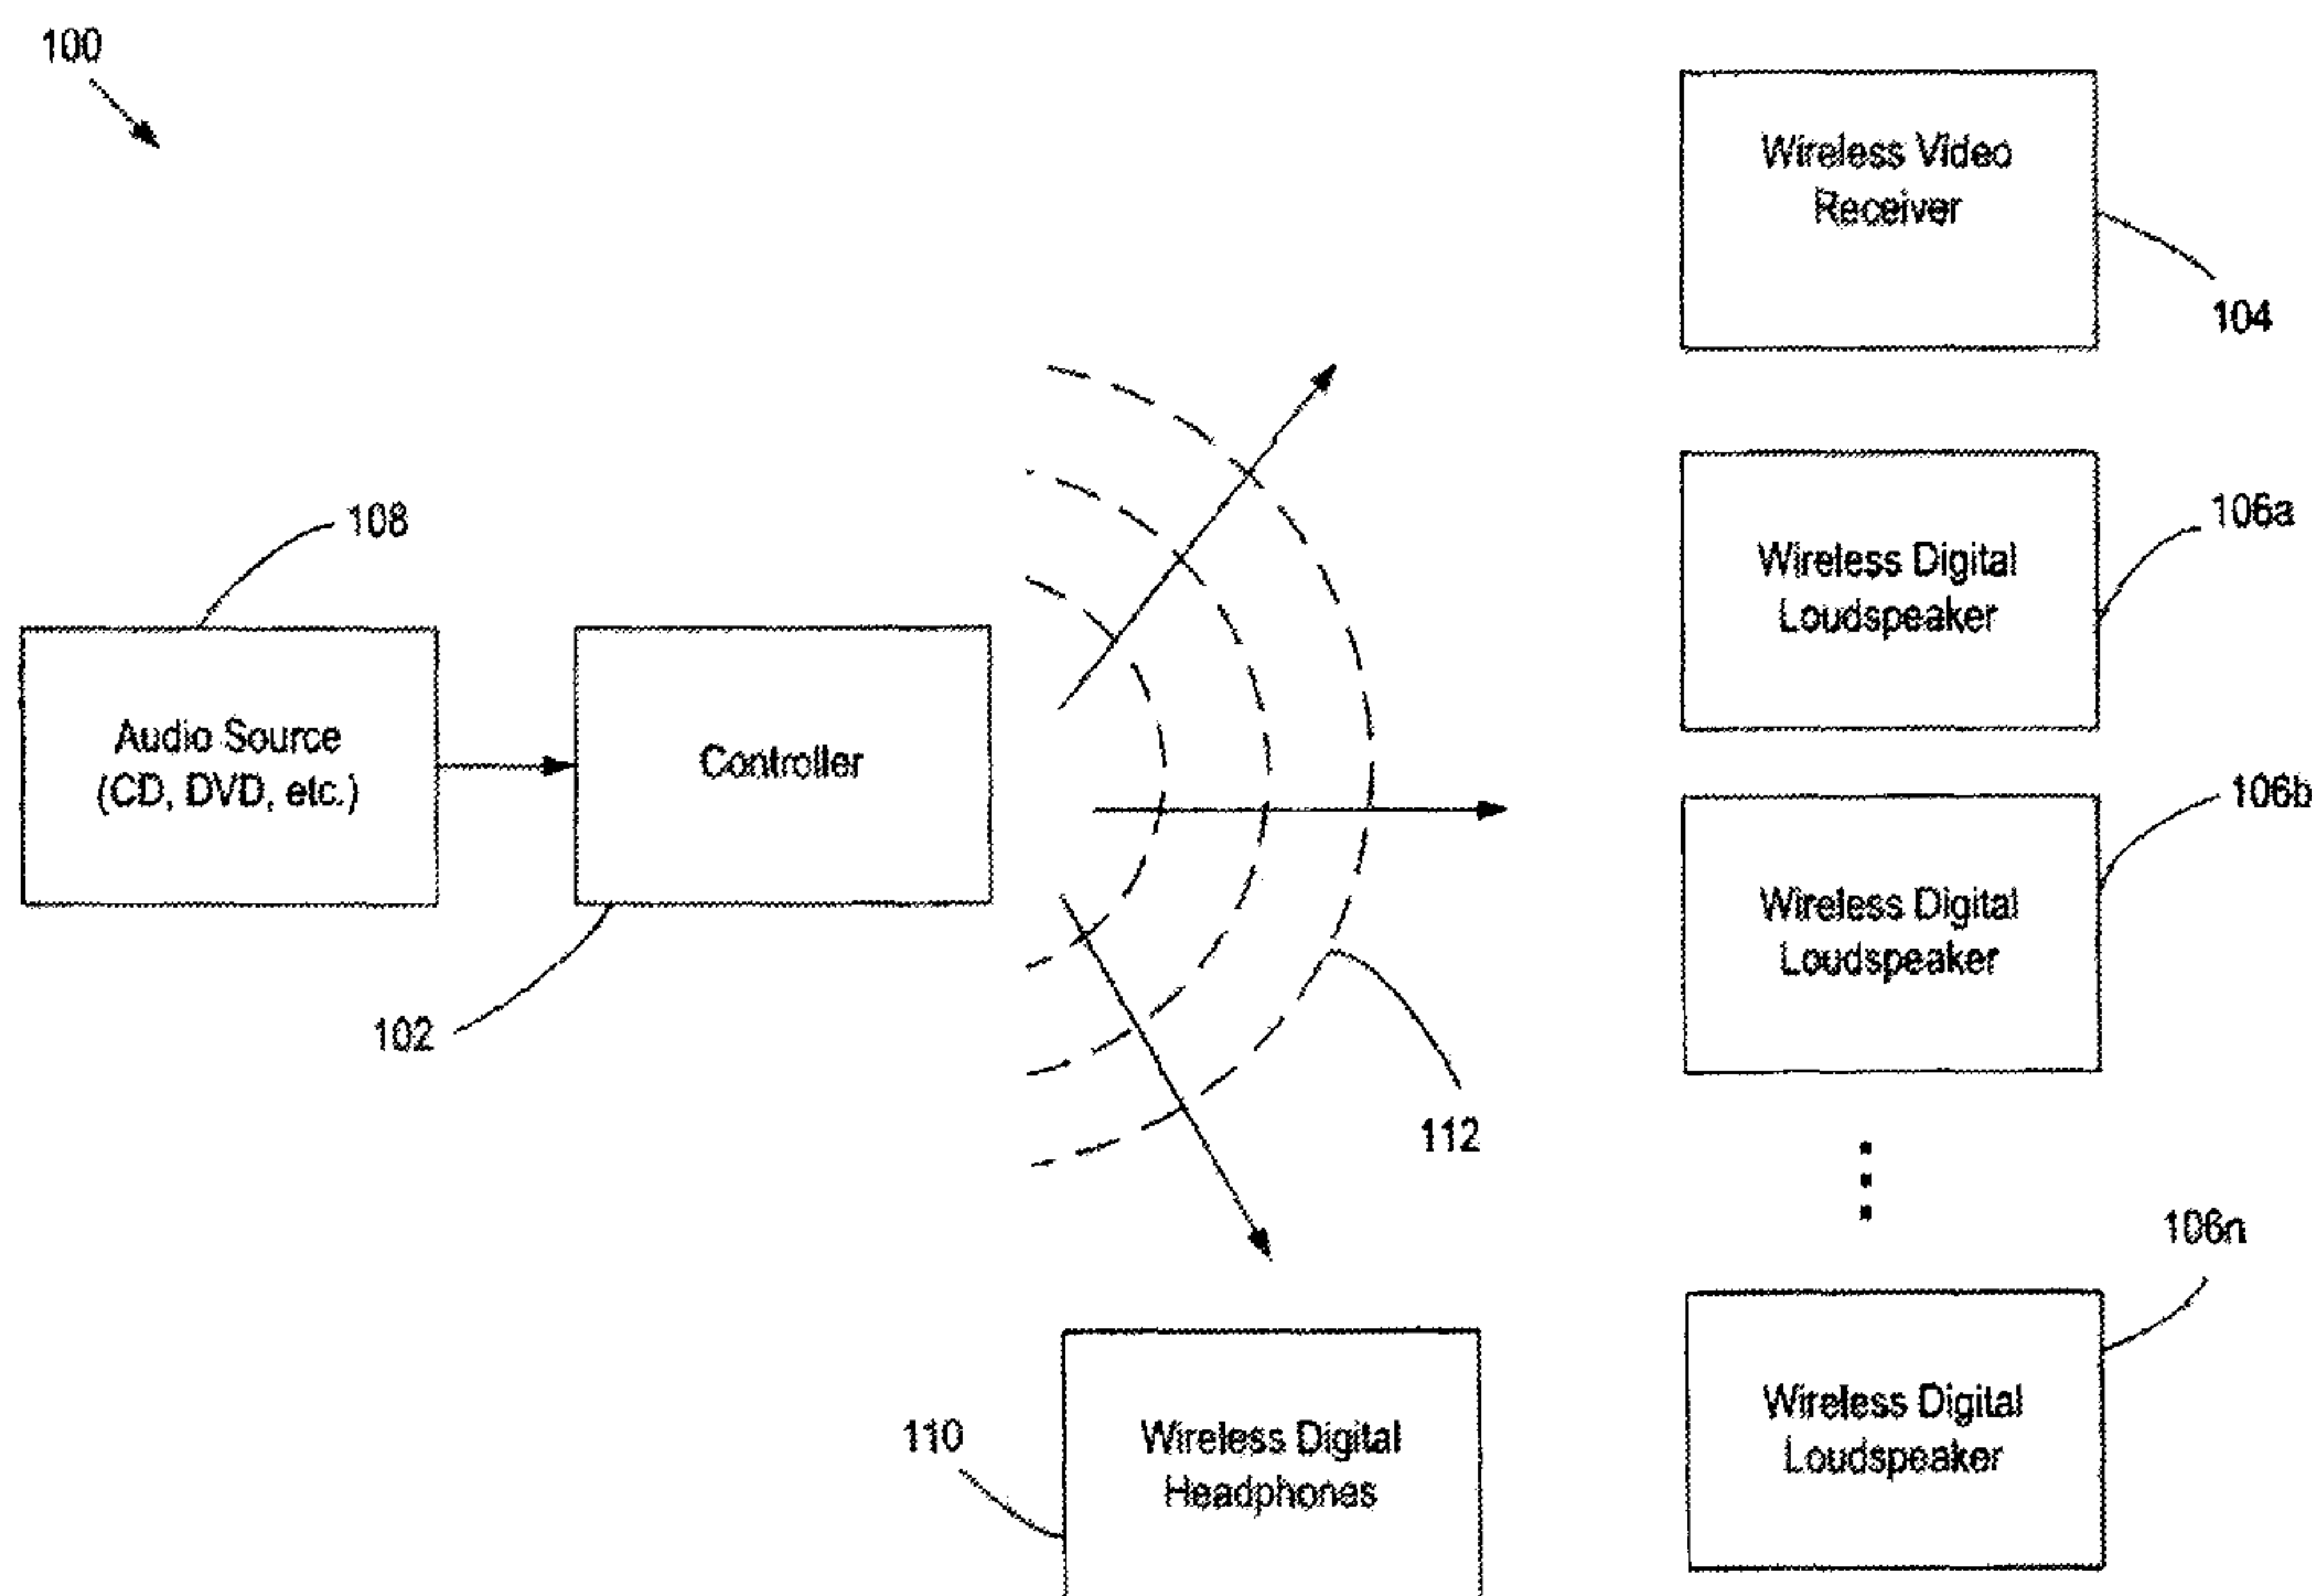 100
Wireless Video
Receiver
104
108
106a
Wireless Digital
Loudspeaker
Audio Source
(CD, DVD, etc.)
Controller
106b
Wireless Digital
Loudspeaker
102
112
106n
Wireless Digital
Loudspeaker
110
Wireless Digital
Headphones